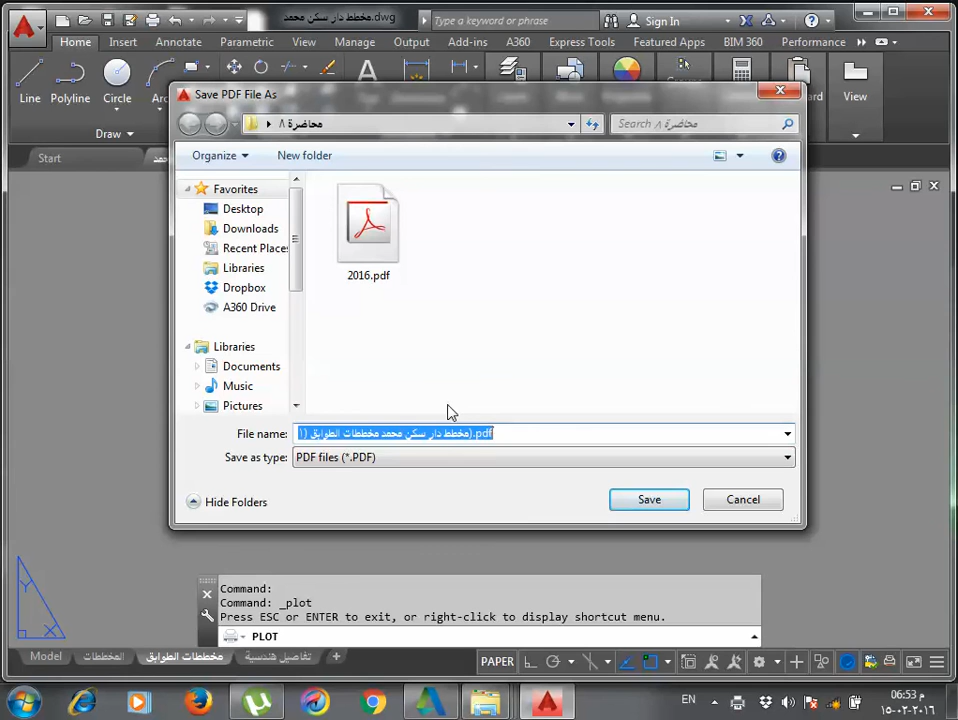 مخطط دار سكن محمد.dwg
Type a keyword or phrase
Sign In
Home Insert Annotate Parametric View Manage Output Add-ins A360 Express Tools Featured Apps BIM 360 Performance
Line Polyline Circle Arc View
Draw
Start
Save PDF File As
محاضرة ٨
Search محاضرة ٨
Organize New folder
Favorites
Desktop
Downloads
Recent Places
Libraries
Dropbox
A360 Drive
Libraries
Documents
Music
Pictures
2016.pdf
File name: مخطط دار سكن محمد مخططات الطوابق (١).pdf
Save as type: PDF files (*.PDF)
Hide Folders Save Cancel
Command:
Command: _plot
Press ESC or ENTER to exit, or right-click to display shortcut menu.
PLOT
Model المخططات مخططات الطوابق تفاصيل هندسية PAPER
EN
06:53 م
١٥-٠٢-٢٠١٦
Y
X